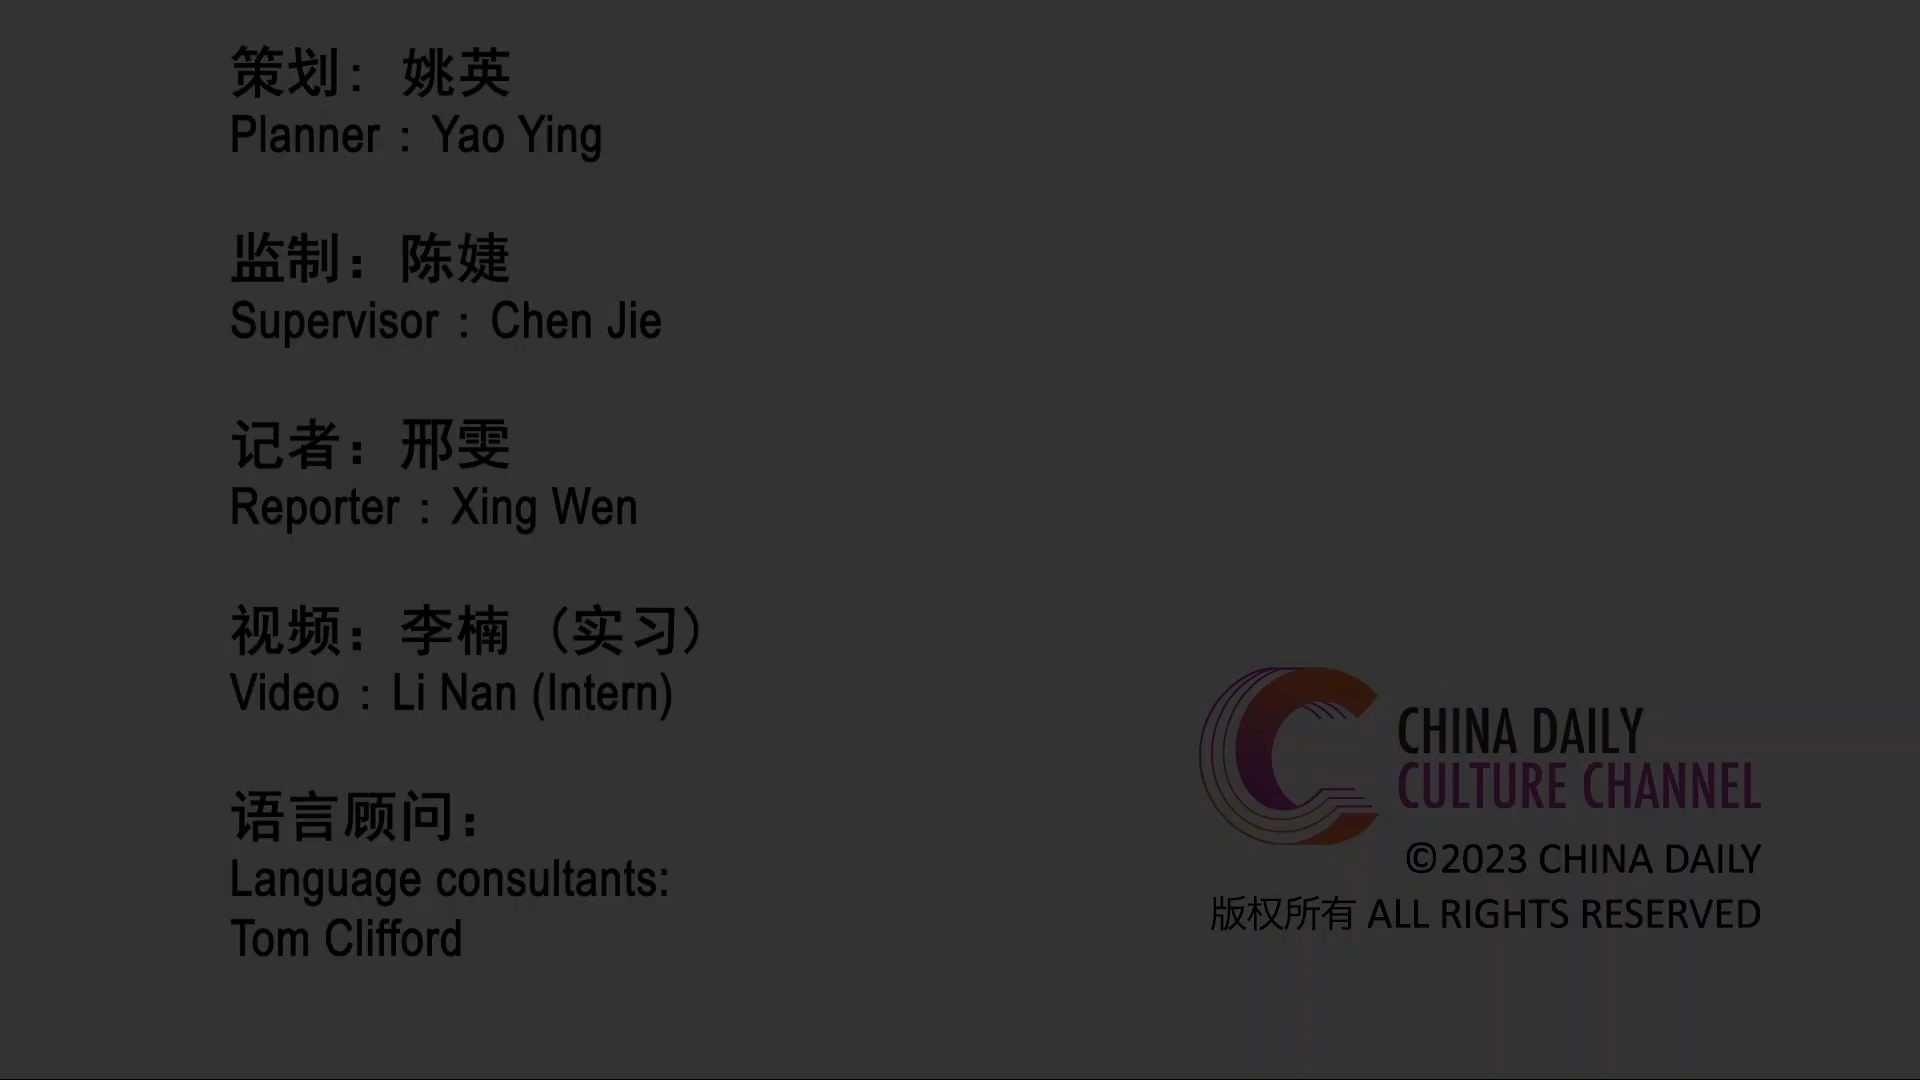 策划：姚英
Planner：Yao Ying
监制：陈婕
Supervisor：Chen Jie
记者：邢雯
Reporter：Xing Wen
视频：李楠（实习）
Video：Li Nan (Intern)
语言顾问：
Language consultants:
Tom Clifford
CHINA DAILY
CULTURE CHANNEL
©2023 CHINA DAILY
版权所有 ALL RIGHTS RESERVED